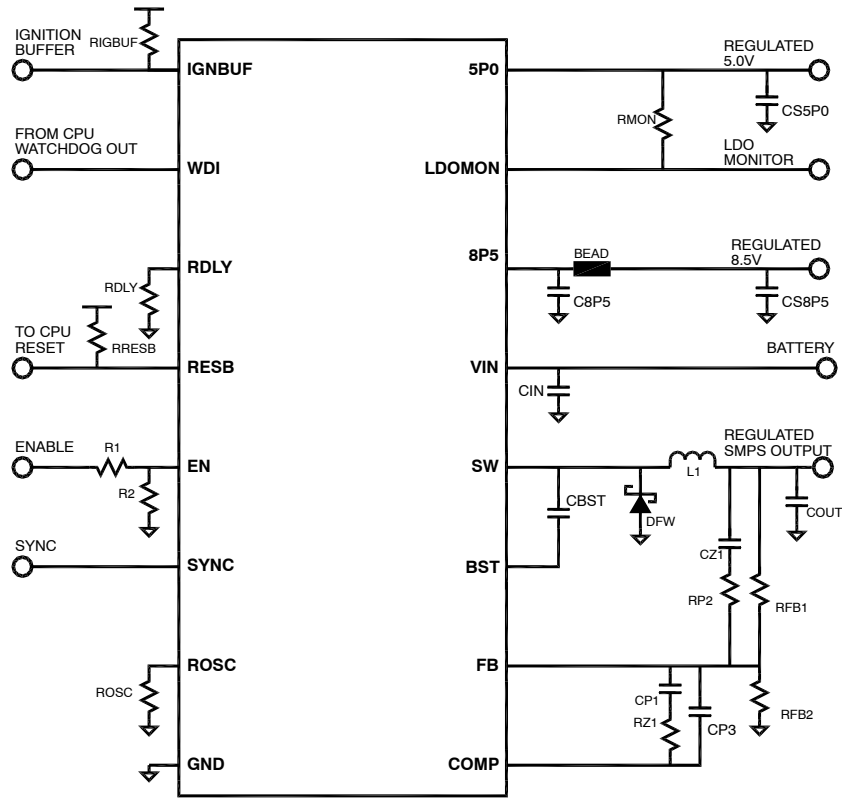 IGNITION
BUFFER
RIGBUF
IGNBUF
FROM CPU
WATCHDOG OUT
WDI
RDLY
RDLY
TO CPU
RESET
RRESB
RESB
ENABLE
R1
R2
EN
SYNC
SYNC
ROSC
ROSC
GND
5P0
REGULATED
5.0V
CS5P0
RMON
LDOMON
LDO
MONITOR
8P5
BEAD
REGULATED
8.5V
C8P5
CS8P5
VIN
BATTERY
CIN
SW
REGULATED
SMPS OUTPUT
L1
CBST
DFW
COUT
BST
CZ1
RP2
RFB1
FB
CP1
RZ1
CP3
RFB2
COMP